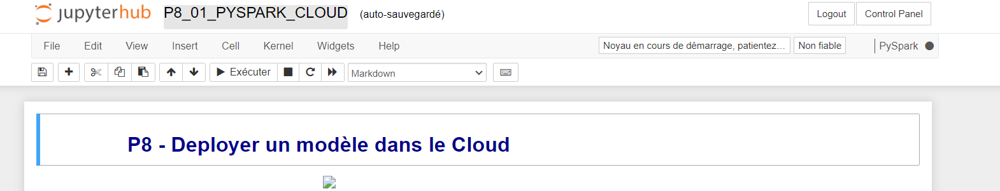 jupyterhub P8_01_PYSPARK_CLOUD (auto-sauvegardé) Logout Control Panel
File Edit View Insert Cell Kernel Widgets Help Noyau en cours de démarrage, patientez... Non fiable PySpark
Exécuter Markdown
P8 - Deployer un modèle dans le Cloud